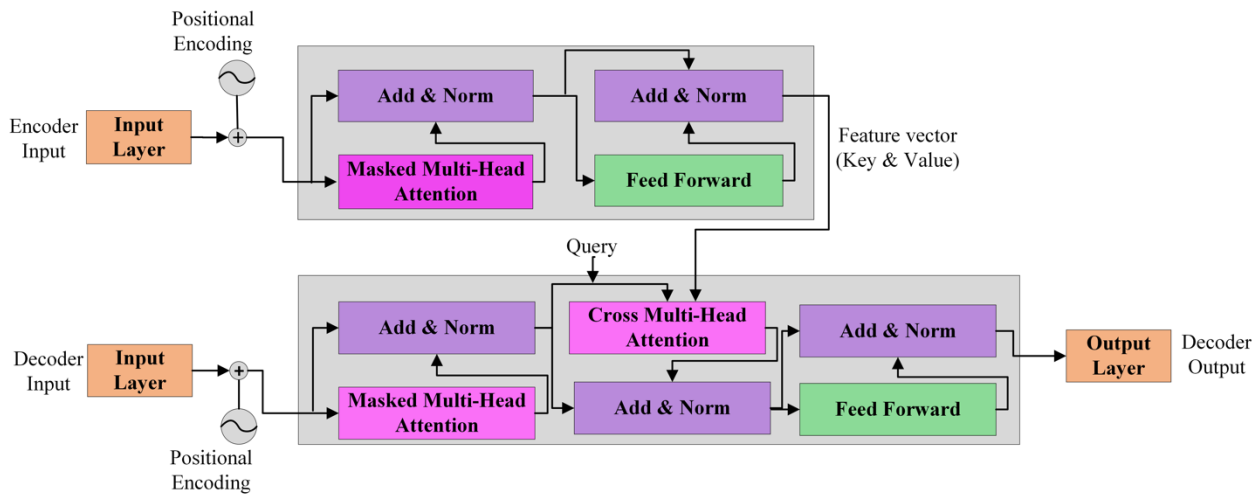 Positional
Encoding
Encoder
Input
Input
Layer
+
Add & Norm
Add & Norm
Masked Multi-Head
Attention
Feed Forward
Feature vector
(Key & Value)
Query
Decoder
Input
Input
Layer
+
Add & Norm
Cross Multi-Head
Attention
Add & Norm
Masked Multi-Head
Attention
Add & Norm
Feed Forward
Output
Layer
Decoder
Output
Positional
Encoding